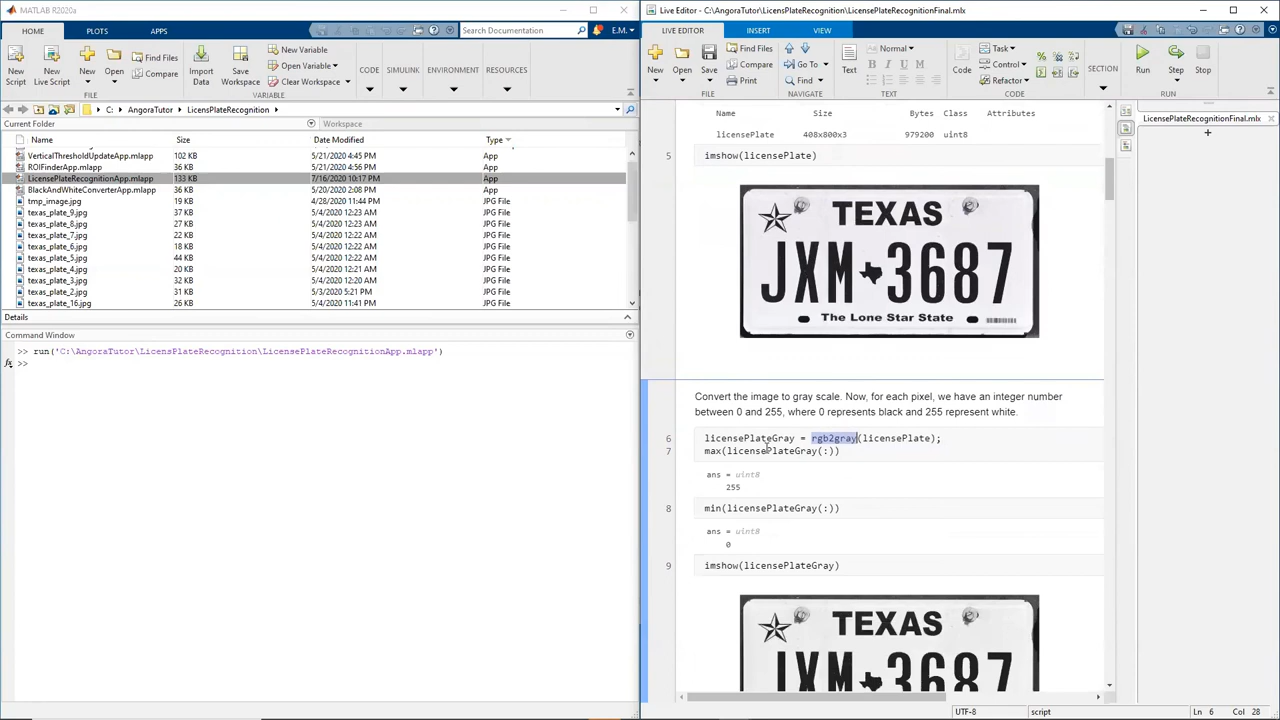 MATLAB R2020a
HOME
PLOTS
APPS
Search Documentation
E.M.
New Script
New Live Script
New
Open
Find Files
Compare
Import Data
Save Workspace
New Variable
Open Variable
Clear Workspace
CODE
SIMULINK
ENVIRONMENT
RESOURCES
FILE
VARIABLE
C:
AngoraTutor
LicensPlateRecognition
Current Folder
Workspace
Name
Size
Date Modified
Type
VerticalThresholdUpdateApp.mlapp 102 KB 5/21/2020 4:45 PM App
ROIFinderApp.mlapp 36 KB 5/21/2020 4:56 PM App
LicensePlateRecognitionApp.mlapp 133 KB 7/16/2020 10:17 PM App
BlackAndWhiteConverterApp.mlapp 36 KB 5/20/2020 2:08 PM App
tmp_image.jpg 19 KB 4/28/2020 11:44 PM JPG File
texas_plate_9.jpg 37 KB 5/4/2020 12:23 AM JPG File
texas_plate_8.jpg 27 KB 5/4/2020 12:23 AM JPG File
texas_plate_7.jpg 22 KB 5/4/2020 12:22 AM JPG File
texas_plate_6.jpg 18 KB 5/4/2020 12:22 AM JPG File
texas_plate_5.jpg 44 KB 5/4/2020 12:22 AM JPG File
texas_plate_4.jpg 20 KB 5/4/2020 12:21 AM JPG File
texas_plate_3.jpg 32 KB 5/4/2020 12:20 AM JPG File
texas_plate_2.jpg 31 KB 5/3/2020 5:21 PM JPG File
texas_plate_16.jpg 26 KB 5/4/2020 11:41 PM JPG File
Details
Command Window
>> run('C:\AngoraTutor\LicensPlateRecognition\LicensePlateRecognitionApp.mlapp')
fx >>
Live Editor - C:\AngoraTutor\LicensPlateRecognition\LicensePlateRecognitionFinal.mlx
LIVE EDITOR
INSERT
VIEW
New
Open
Save
Find Files
Compare
Print
Go To
Find
Text
Normal
B I U M
Code
Task
Control
Refactor
SECTION
Run
Step
Stop
FILE
NAVIGATE
TEXT
CODE
RUN
LicensePlateRecognitionFinal.mlx
Name Size Bytes Class Attributes
licensePlate 408x800x3 979200 uint8
5 imshow(licensePlate)
TEXAS
JXM 3687
The Lone Star State
Convert the image to gray scale. Now, for each pixel, we have an integer number
between 0 and 255, where 0 represents black and 255 represent white.
6 licensePlateGray = rgb2gray(licensePlate);
7 max(licensePlateGray(:))
ans = uint8
255
8 min(licensePlateGray(:))
ans = uint8
0
9 imshow(licensePlateGray)
TEXAS
JXM 3687
UTF-8
script
Ln 6 Col 28